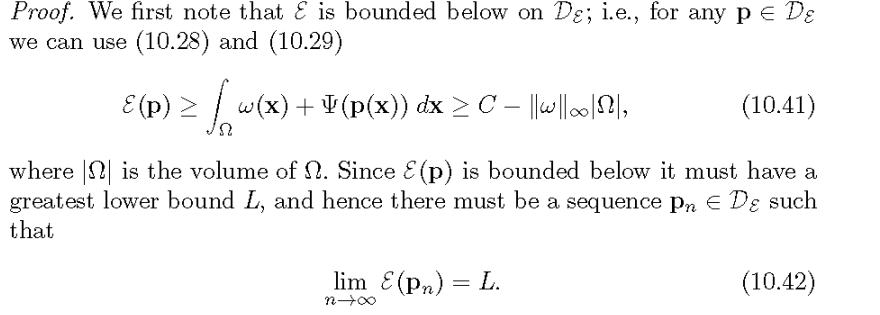 Proof. We first note that ℰ is bounded below on 𝒟_ℰ; i.e., for any p ∈ 𝒟_ℰ
we can use (10.28) and (10.29)
ℰ(p) ≥ ∫_Ω ω(x) + Ψ(p(x)) dx ≥ C − ‖ω‖_∞|Ω|, (10.41)
where |Ω| is the volume of Ω. Since ℰ(p) is bounded below it must have a
greatest lower bound L, and hence there must be a sequence p_n ∈ 𝒟_ℰ such
that
lim_{n→∞} ℰ(p_n) = L. (10.42)